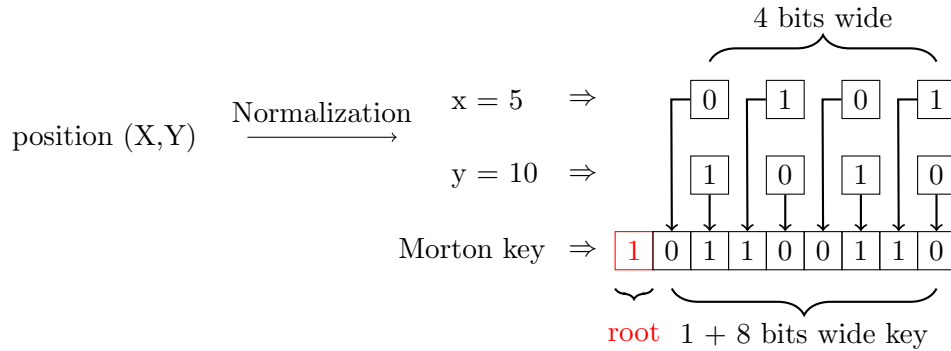 4 bits wide
x = 5 ⇒ 0 1 0 1
position (X,Y) Normalization
y = 10 ⇒ 1 0 1 0
Morton key ⇒ 1 0 1 1 0 0 1 1 0
root 1 + 8 bits wide key